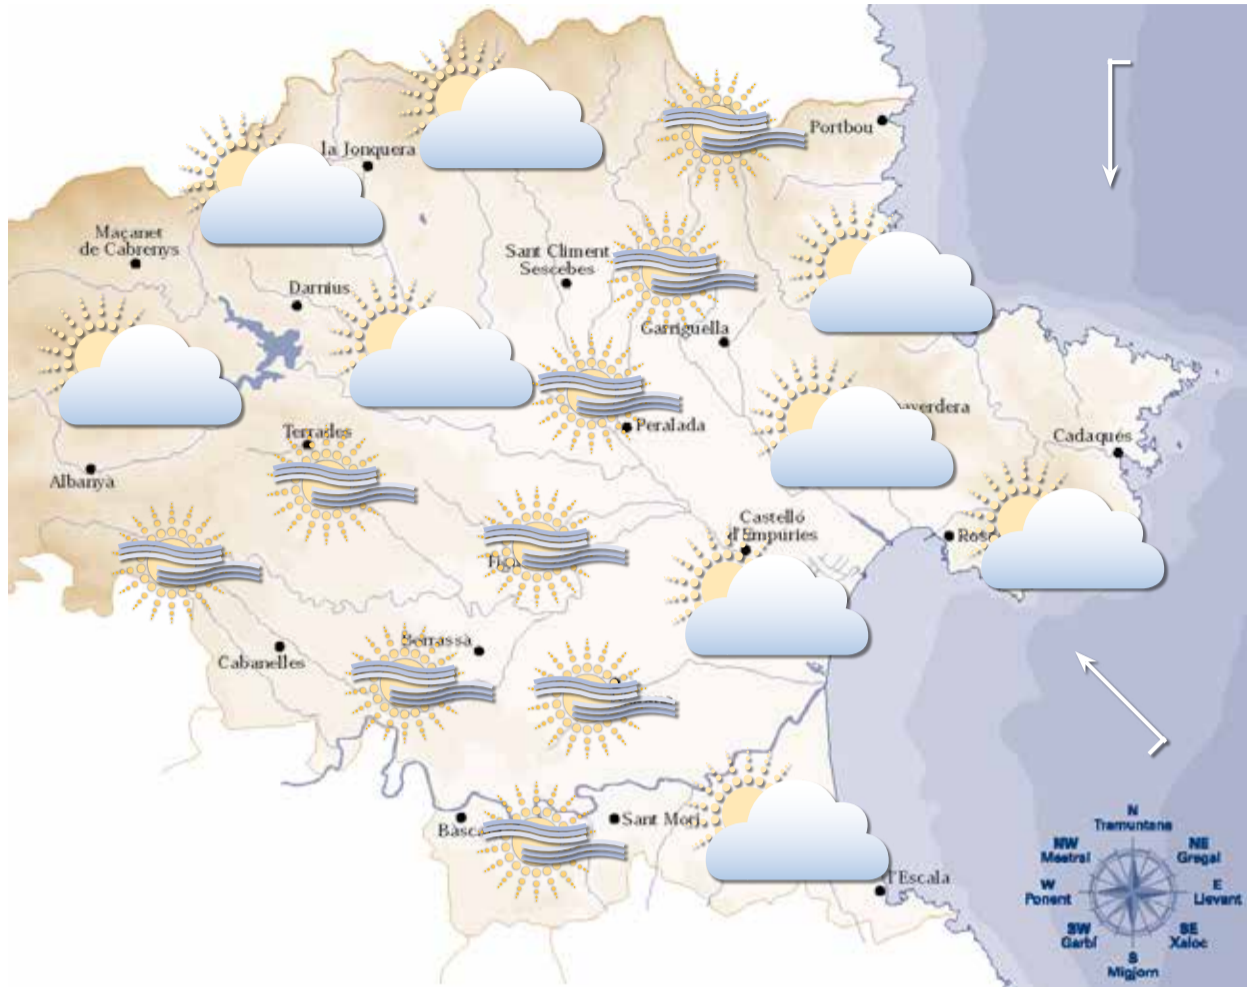 Portbou
la Jonquera
Maçanet
de Cabrenys
Sant Climent
Sescebes
Darnius
Garriguella
Peralada
Cadaqués
Terrades
Albanyà
Castelló
d'Empúries
Cabanelles
Sant Mori
l'Escala
N
Tramuntana
NW
Mestral
NE
Gregal
W
Ponent
E
Llevant
SW
Garbí
SE
Xaloc
S
Migjorn